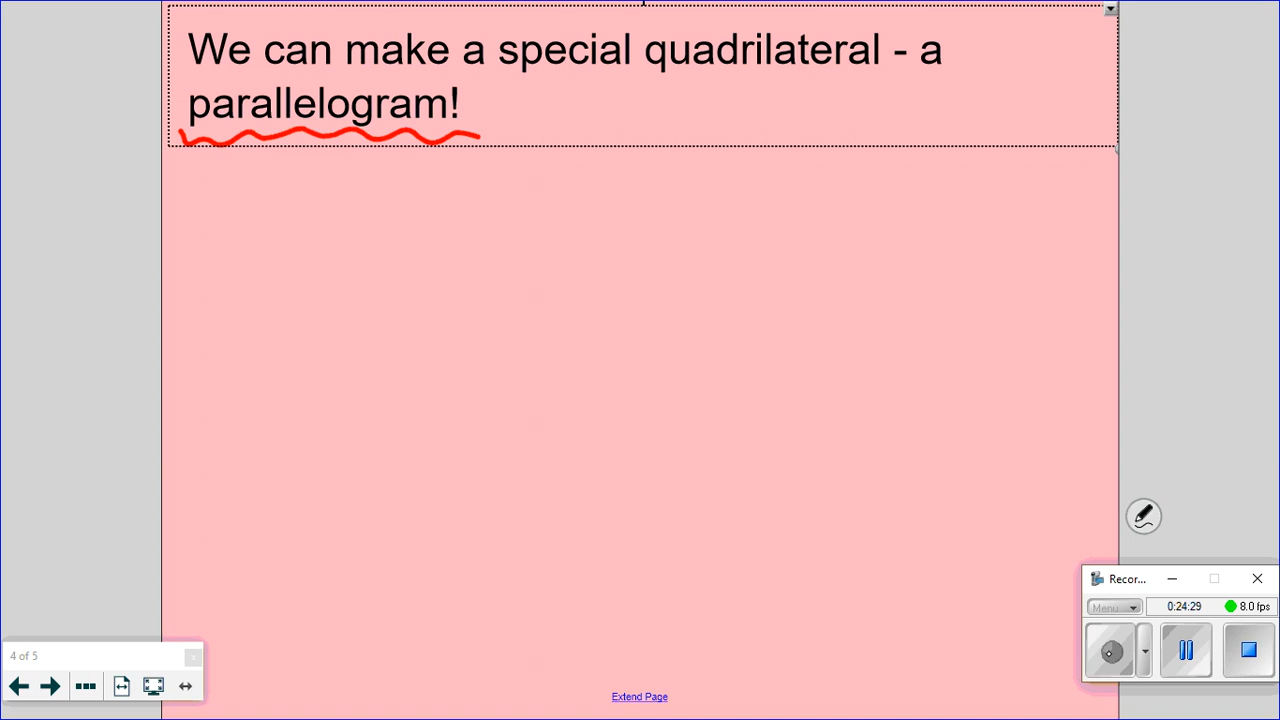 We can make a special quadrilateral - a
parallelogram!
Recor...
Menu
0:24:29
8.0 fps
4 of 5
Extend Page